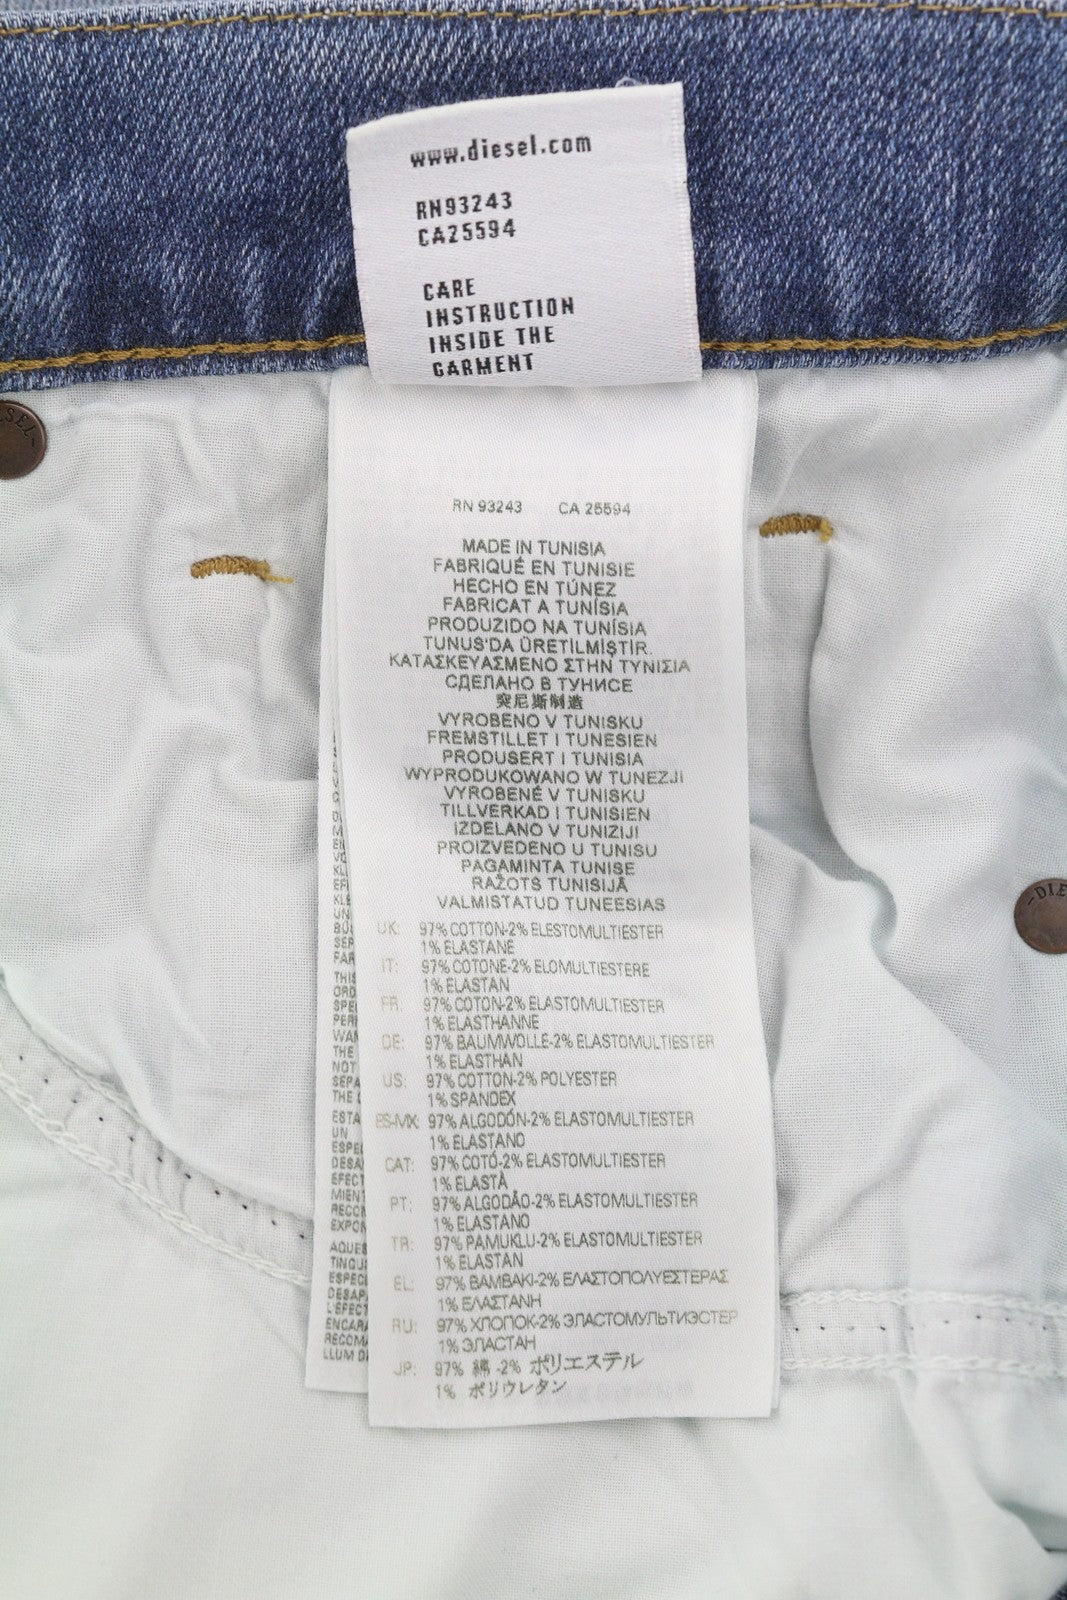 www.diesel.com
RN93243
CA25594
CARE
INSTRUCTION
INSIDE THE
GARMENT
RN 93243 CA 25594
MADE IN TUNISIA
FABRIQUÉ EN TUNISIE
HECHO EN TÚNEZ
FABRICAT A TUNÍSIA
PRODUZIDO NA TUNÍSIA
TUNUS'DA ÜRETILMIŞTIR.
ΚΑΤΑΣΚΕΥΑΣΜΕΝΟ ΣΤΗΝ ΤΥΝΙΣΙΑ
СДЕЛАНО В ТУНИСЕ
突尼斯制造
VYROBENO V TUNISKU
FREMSTILLET I TUNESIEN
PRODUSERT I TUNISIA
WYPRODUKOWANO W TUNEZJI
VYROBENÉ V TUNISKU
TILLVERKAD I TUNISIEN
IZDELANO V TUNIZIJI
PROIZVEDENO U TUNISU
PAGAMINTA TUNISE
RAŽOTS TUNISIJĀ
VALMISTATUD TUNEESIAS
UK: 97% COTTON-2% ELESTOMULTIESTER
1% ELASTANE
IT: 97% COTONE-2% ELOMULTIESTERE
1% ELASTAN
FR: 97% COTON-2% ELASTOMULTIESTER
1% ELASTHANNE
DE: 97% BAUMWOLLE-2% ELASTOMULTIESTER
1% ELASTHAN
US: 97% COTTON-2% POLYESTER
1% SPANDEX
ES-MX: 97% ALGODÓN-2% ELASTOMULTIESTER
1% ELASTANO
CAT: 97% COTÓ-2% ELASTOMULTIESTER
1% ELASTÀ
PT: 97% ALGODÃO-2% ELASTOMULTIESTER
1% ELASTANO
TR: 97% PAMUKLU-2% ELASTOMULTIESTER
1% ELASTAN
EL: 97% ΒΑΜΒΑΚΙ-2% ΕΛΑΣΤΟΠΟΛΥΕΣΤΕΡΑΣ
1% ΕΛΑΣΤΑΝΗ
RU: 97% ХЛОПОК-2% ЭЛАСТОМУЛЬТИЭСТЕР
1% ЭЛАСТАН
JP: 97% 綿 -2% ポリエステル
1% ポリウレタン
THIS
THE
NOT
THE
ESTA
UN